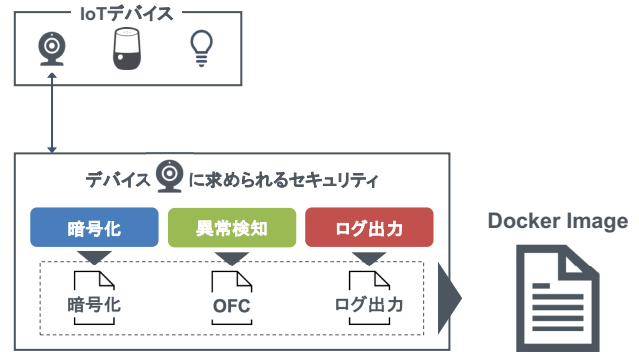 IoTデバイス
デバイス に求められるセキュリティ
暗号化 異常検知 ログ出力
暗号化 OFC ログ出力
Docker Image